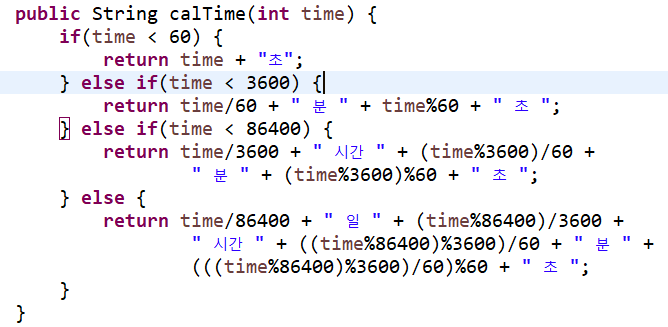 public String calTime(int time) {
if(time < 60) {
return time + "초";
} else if(time < 3600) {
return time/60 + " 분 " + time%60 + " 초 ";
} else if(time < 86400) {
return time/3600 + " 시간 " + (time%3600)/60 +
" 분 " + (time%3600)%60 + " 초 ";
} else {
return time/86400 + " 일 " + (time%86400)/3600 +
" 시간 " + ((time%86400)%3600)/60 + " 분 " +
(((time%86400)%3600)/60)%60 + " 초 ";
}
}